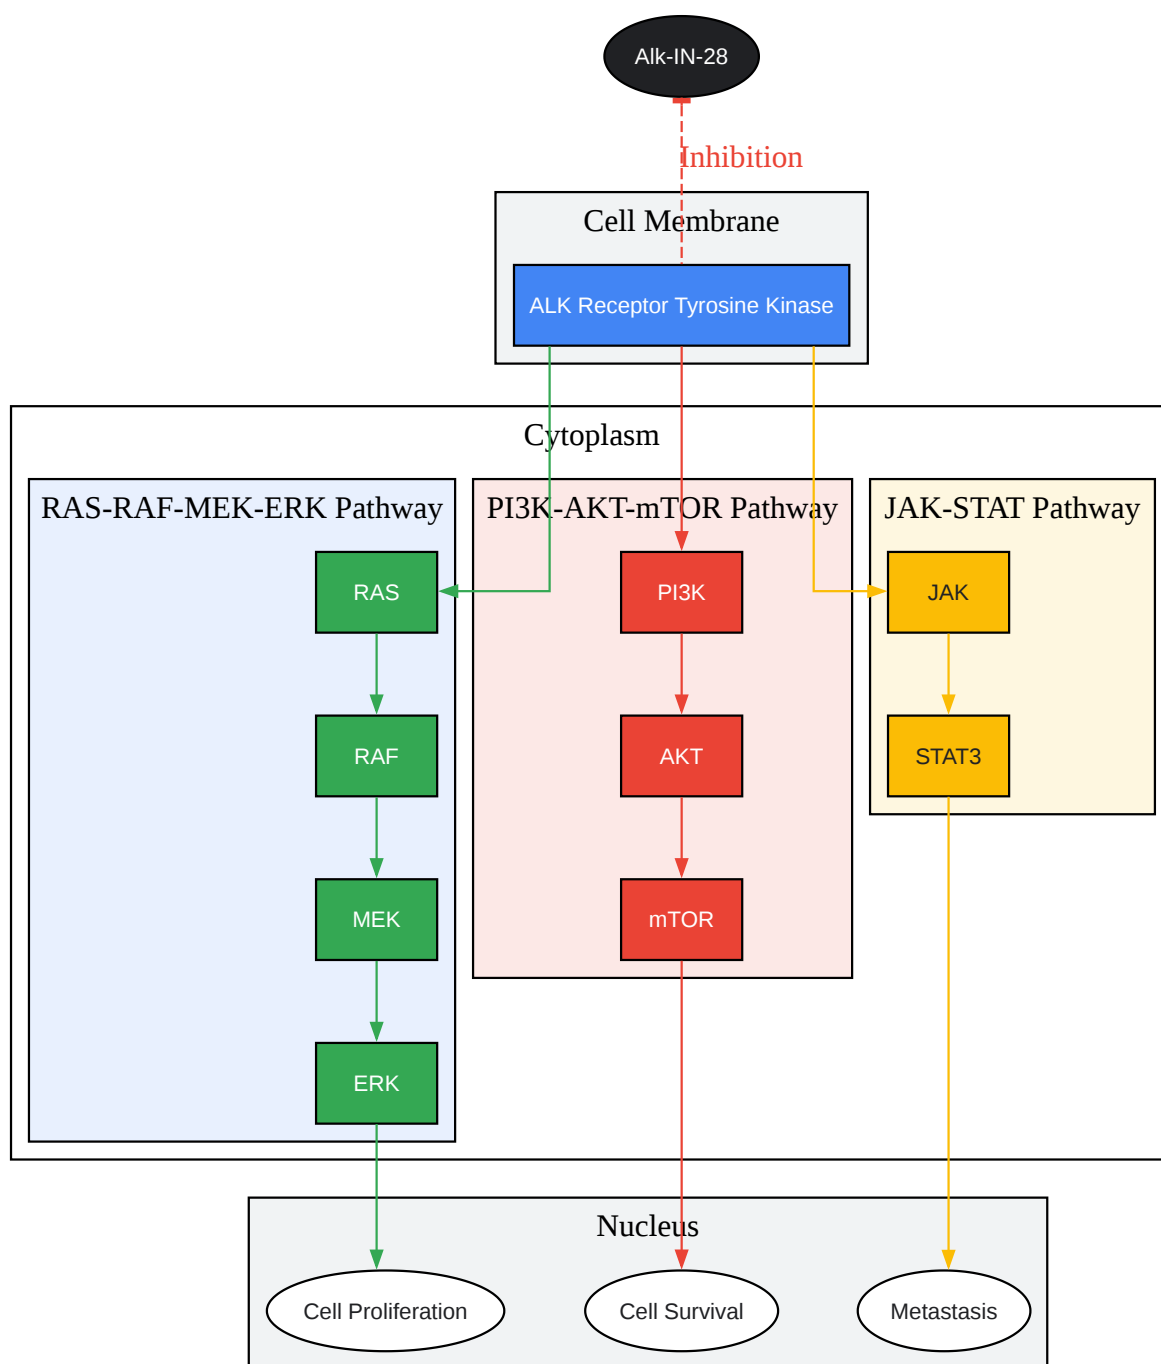 Alk-IN-28
Inhibition
Cell Membrane
ALK Receptor Tyrosine Kinase
Cytoplasm
RAS-RAF-MEK-ERK Pathway
PI3K-AKT-mTOR Pathway
JAK-STAT Pathway
RAS
PI3K
JAK
RAF
AKT
STAT3
MEK
mTOR
ERK
Nucleus
Cell Proliferation
Cell Survival
Metastasis